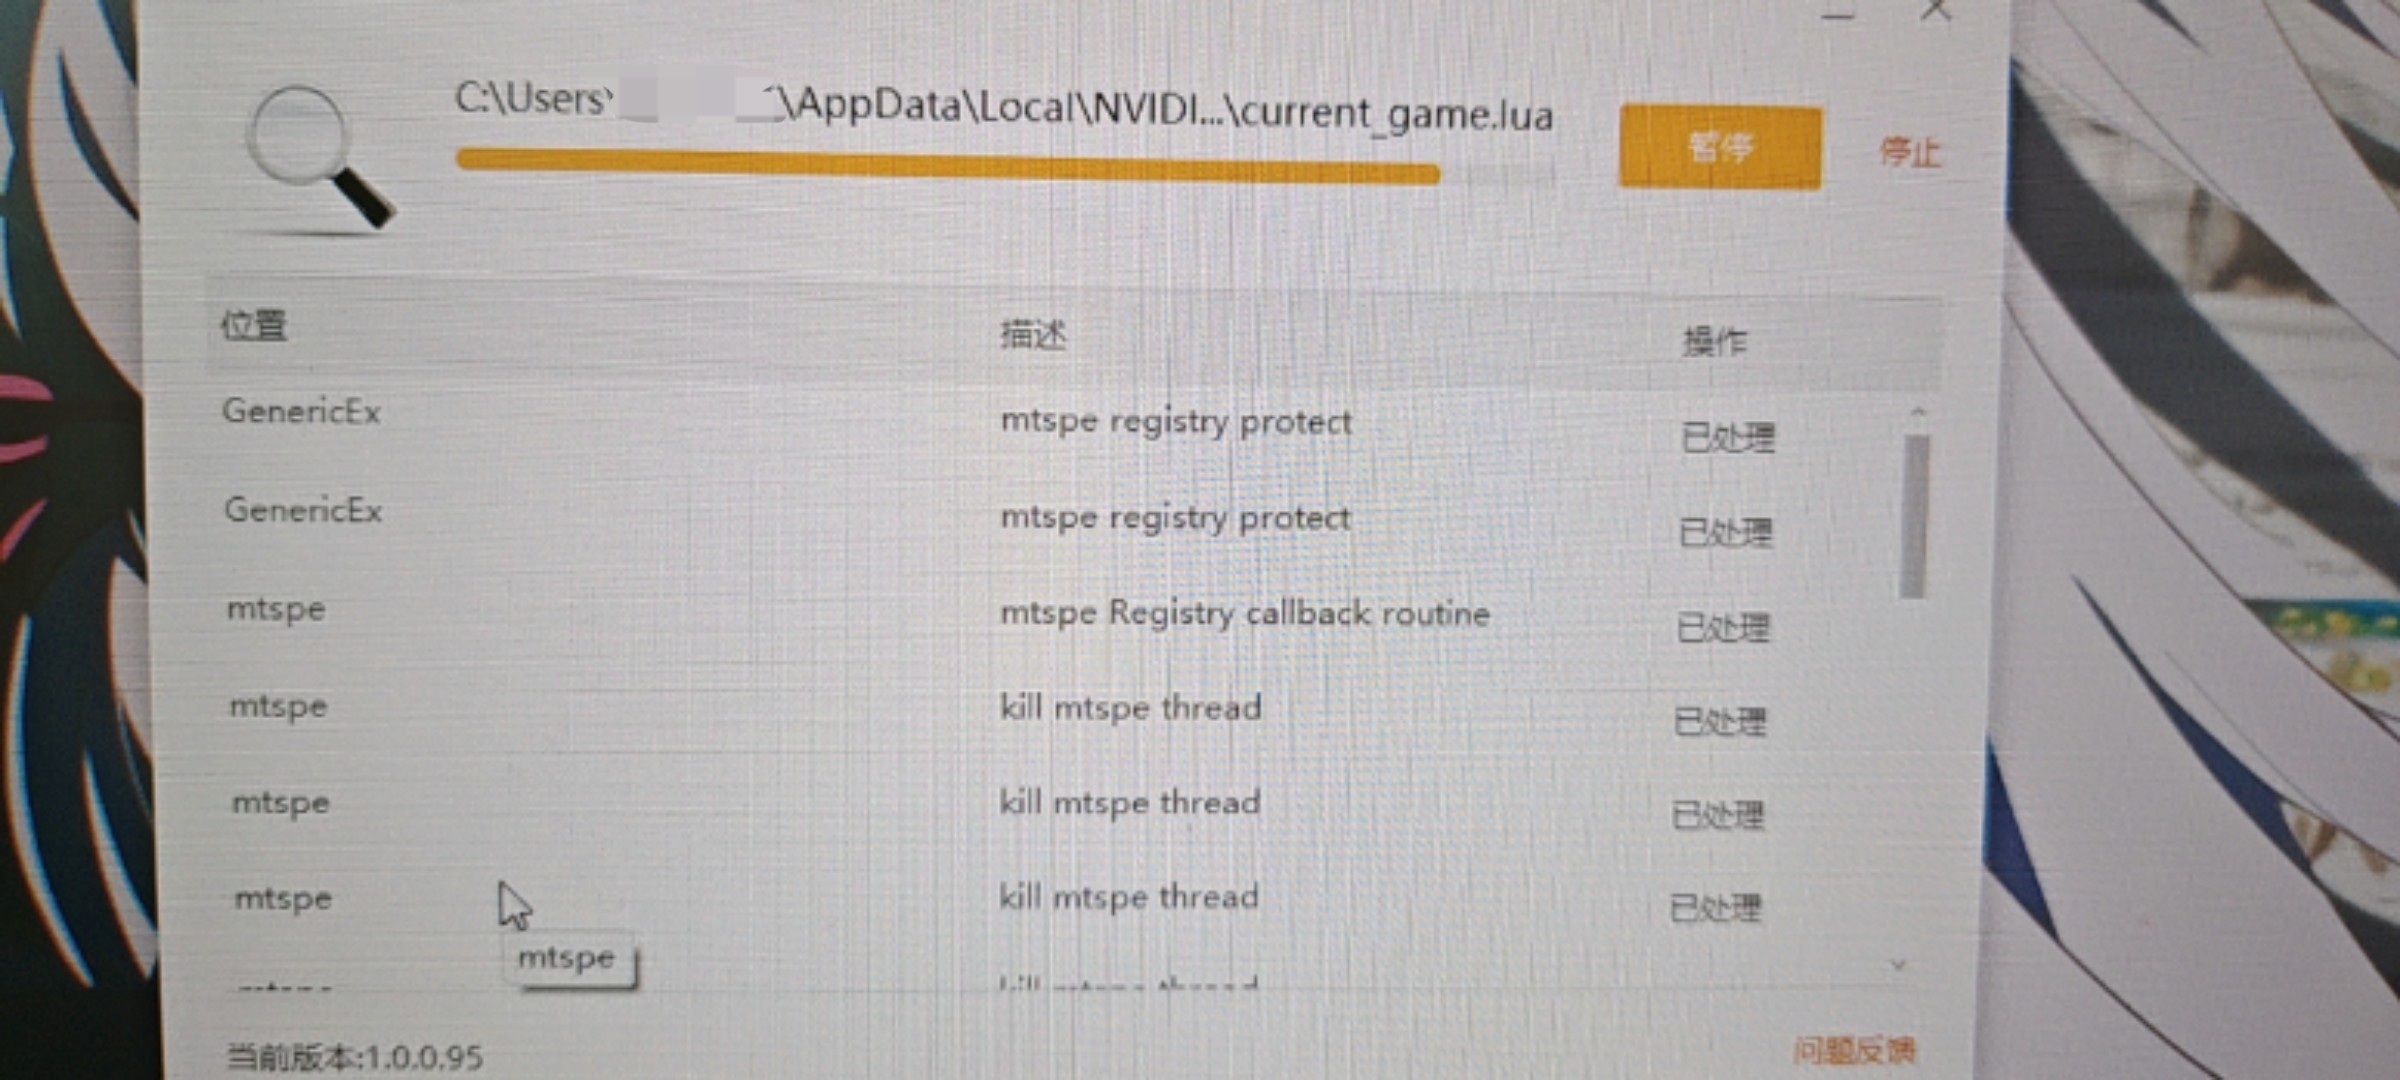 C:\Users\ \AppData\Local\NVIDI...\current_game.lua
暂停
停止
位置 描述 操作
GenericEx mtspe registry protect 已处理
GenericEx mtspe registry protect 已处理
mtspe mtspe Registry callback routine 已处理
mtspe kill mtspe thread 已处理
mtspe kill mtspe thread 已处理
mtspe kill mtspe thread 已处理
mtspe
当前版本:1.0.0.95
问题反馈